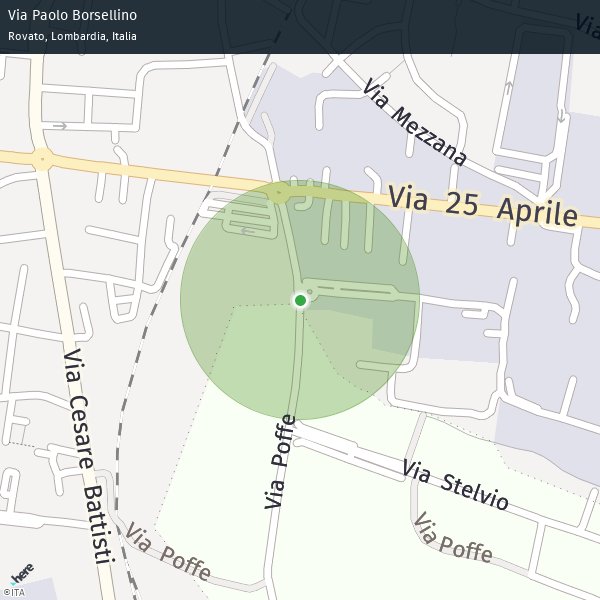 Via Paolo Borsellino
Rovato, Lombardia, Italia
Via Mezzana
Via 25 Aprile
Via Cesare Battisti
Via Poffe
Via Stelvio
Via Poffe
Via Poffe
here
©ITA